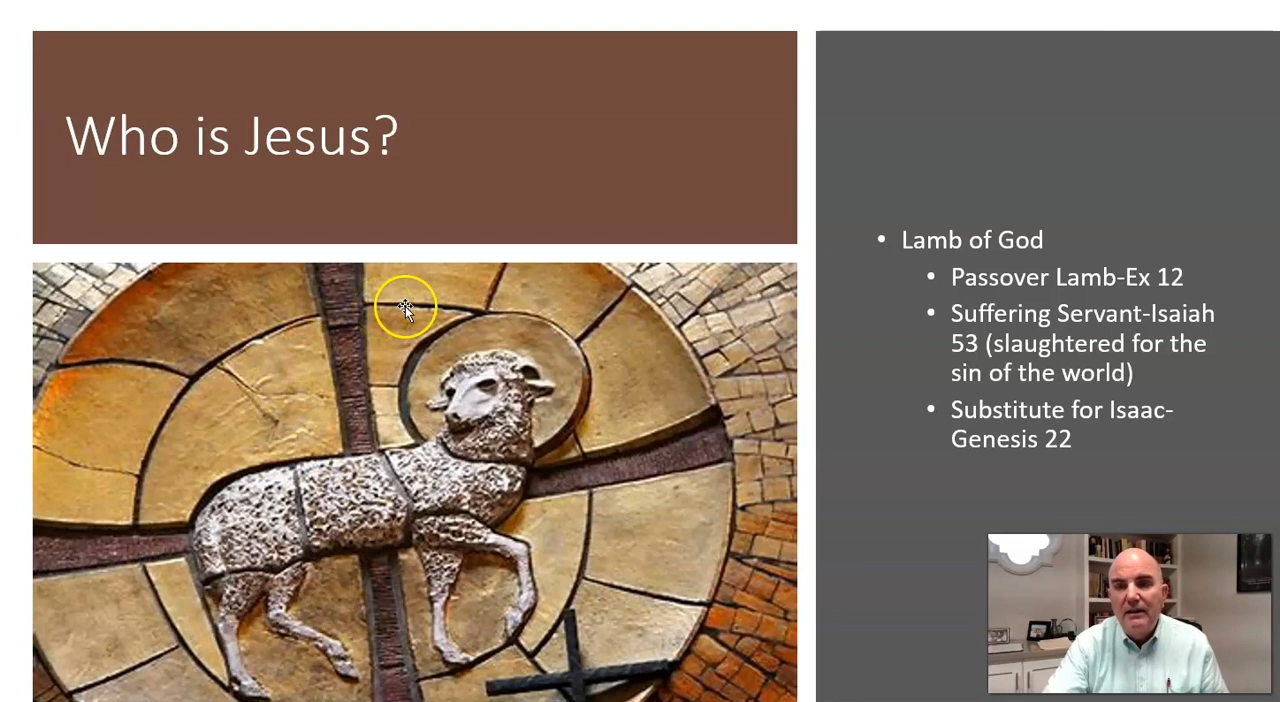 Who is Jesus?
• Lamb of God
• Passover Lamb-Ex 12
• Suffering Servant-Isaiah
53 (slaughtered for the
sin of the world)
• Substitute for Isaac-
Genesis 22